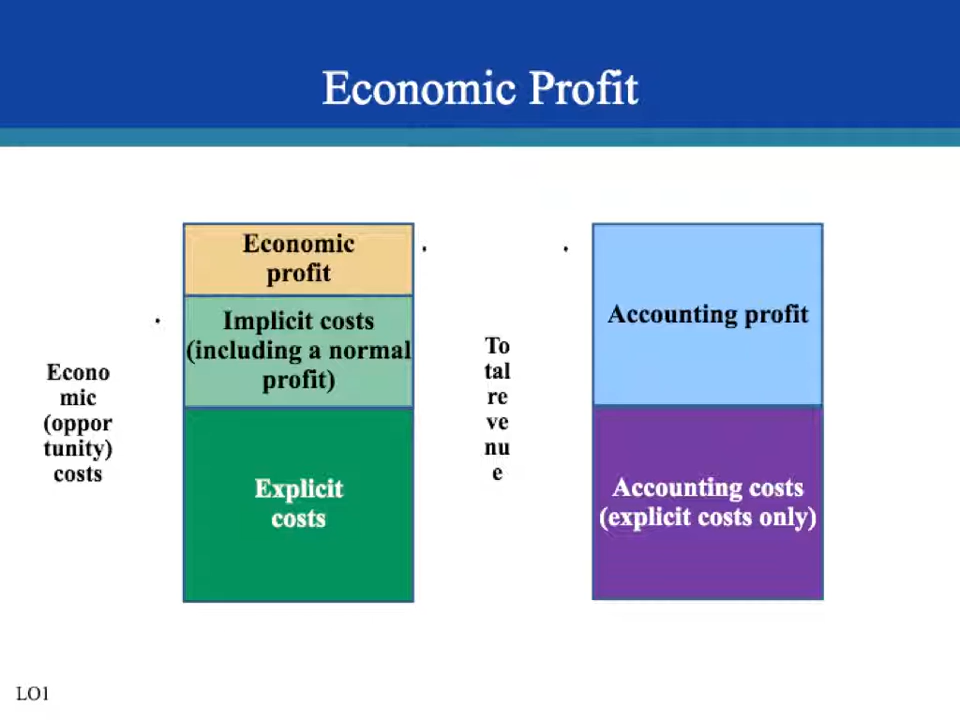 Economic Profit
Economic
profit
Implicit costs
(including a normal
profit)
Explicit
costs
Econo
mic
(oppor
tunity)
costs
To
tal
re
ve
nu
e
Accounting profit
Accounting costs
(explicit costs only)
LO1